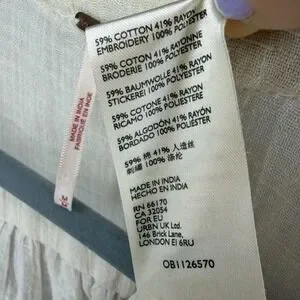 59% COTTON 41% RAYON
EMBROIDERY 100% POLYESTER
59% COTON 41% RAYONNE
BRODERIE 100% POLYESTER
59% BAUMWOLLE 41% RAYON
STICKEREI 100% POLYESTER
59% COTONE 41% RAYON
RICAMO 100% POLIESTERE
59% ALGODÓN 41% RAYÓN
BORDADO 100% POLIÉSTER
59% 棉 41% 人造丝
刺绣 100% 涤纶
MADE IN INDIA
HECHO EN INDIA
RN 66170
CA 32054
FOR EU
URBN UK Ltd.
146 Brick Lane,
LONDON E1 6RU
OB1126570
MADE IN INDIA
FABRIQUE EN INDE